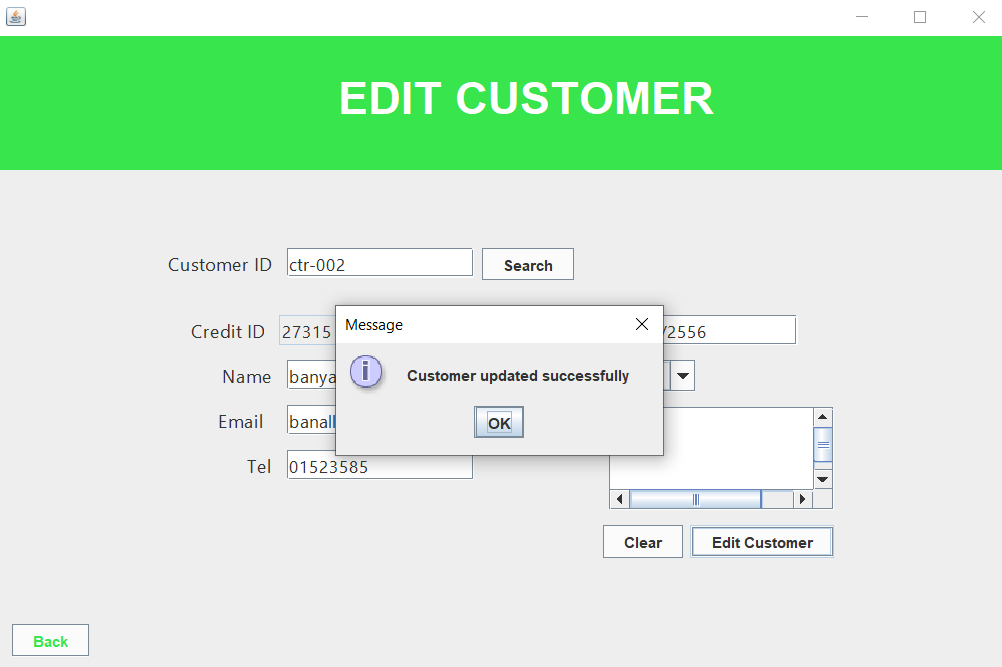 EDIT CUSTOMER
Customer ID ctr-002 Search
Credit ID 27315 /2556
Message
Name
Customer updated successfully
Email
OK
Tel 01523585
Clear Edit Customer
Back